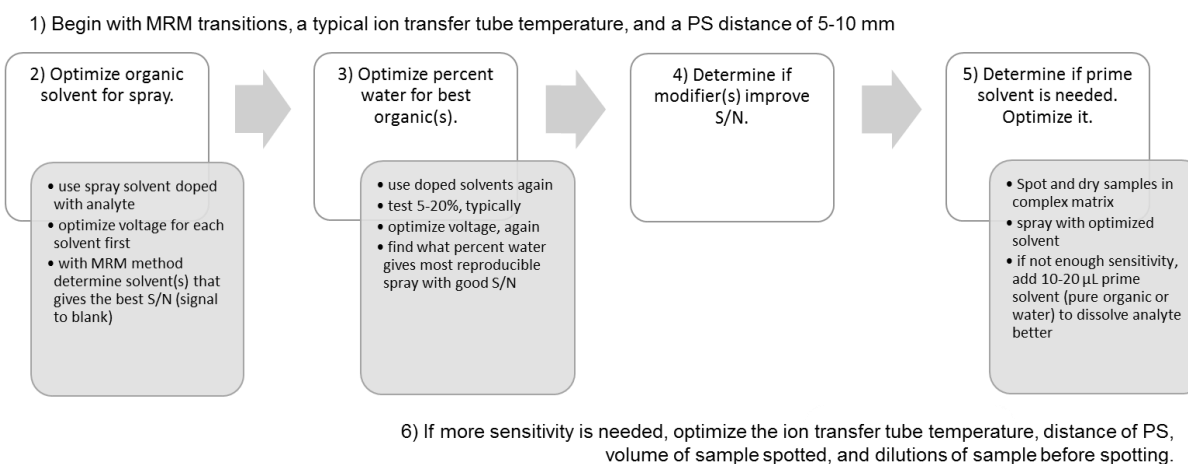 1) Begin with MRM transitions, a typical ion transfer tube temperature, and a PS distance of 5-10 mm
2) Optimize organic
solvent for spray.
• use spray solvent doped
with analyte
• optimize voltage for each
solvent first
• with MRM method
determine solvent(s) that
gives the best S/N (signal
to blank)
3) Optimize percent
water for best
organic(s).
• use doped solvents again
• test 5-20%, typically
• optimize voltage, again
• find what percent water
gives most reproducible
spray with good S/N
4) Determine if
modifier(s) improve
S/N.
5) Determine if prime
solvent is needed.
Optimize it.
• Spot and dry samples in
complex matrix
• spray with optimized
solvent
• if not enough sensitivity,
add 10-20 µL prime
solvent (pure organic or
water) to dissolve analyte
better
6) If more sensitivity is needed, optimize the ion transfer tube temperature, distance of PS,
volume of sample spotted, and dilutions of sample before spotting.